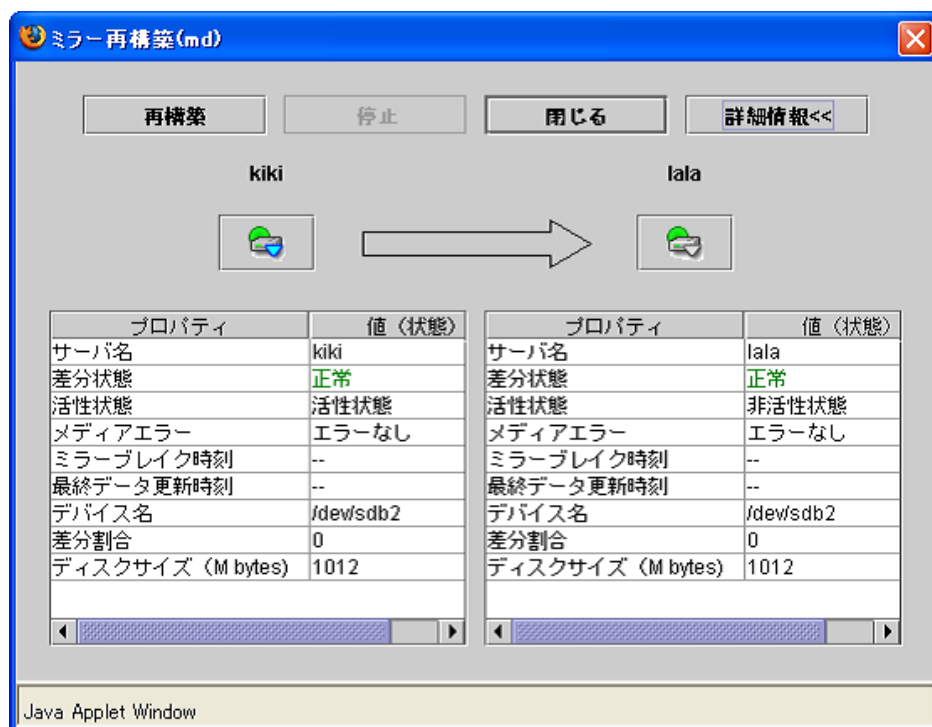 ミラー再構築(md)
再構築 停止 閉じる 詳細情報<<
kiki lala
プロパティ 値（状態） プロパティ 値（状態）
サーバ名 kiki サーバ名 lala
差分状態 正常 差分状態 正常
活性状態 活性状態 活性状態 非活性状態
メディアエラー エラーなし メディアエラー エラーなし
ミラーブレイク時刻 -- ミラーブレイク時刻 --
最終データ更新時刻 -- 最終データ更新時刻 --
デバイス名 /dev/sdb2 デバイス名 /dev/sdb2
差分割合 0 差分割合 0
ディスクサイズ（M bytes) 1012 ディスクサイズ（M bytes) 1012
Java Applet Window